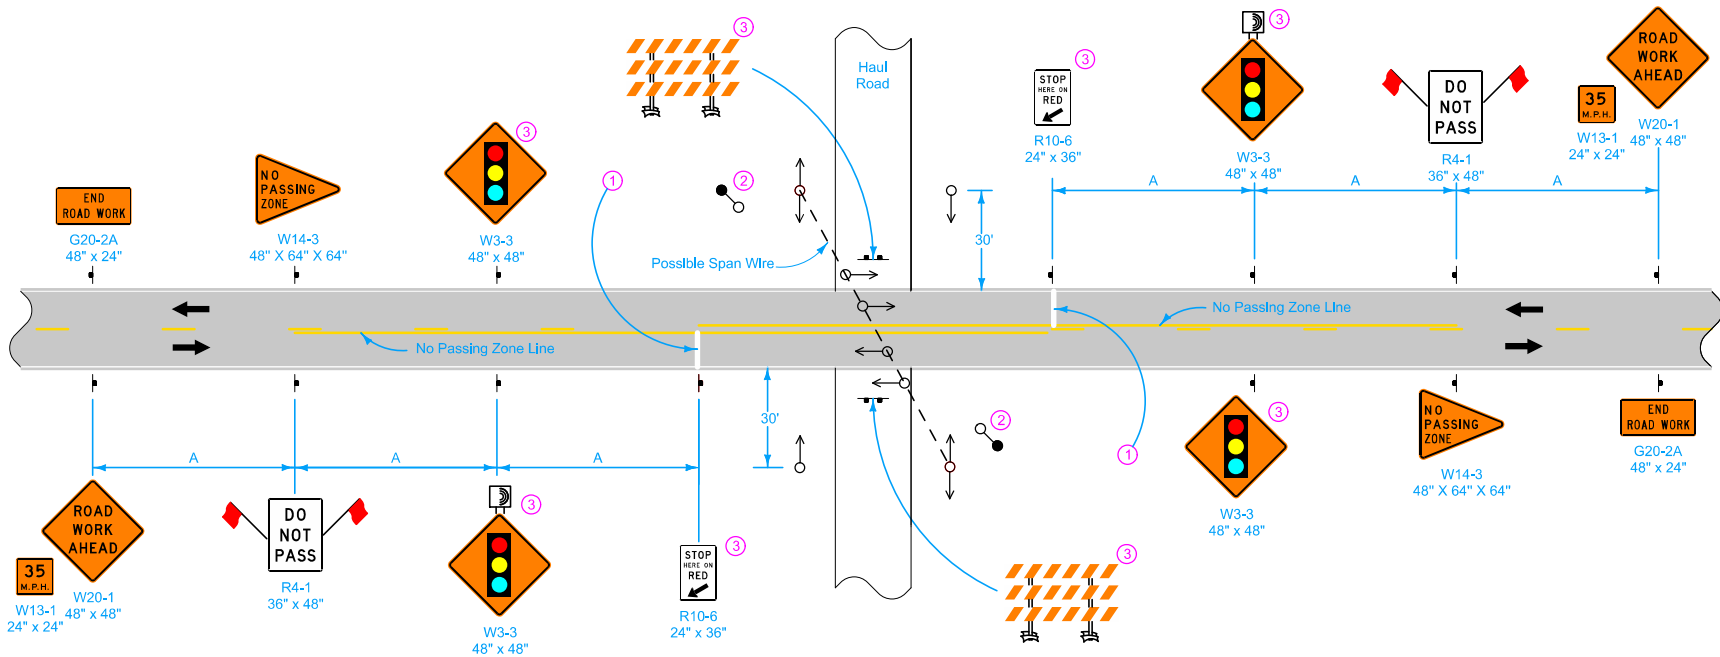 3
3
Haul
Road
STOP
HERE ON
RED
3
R10-6
24" x 36"
W3-3
48" x 48"
DO
NOT
PASS
R4-1
36" x 48"
35
M.P.H.
W13-1
24" x 24"
ROAD
WORK
AHEAD
W20-1
48" x 48"
END
ROAD WORK
G20-2A
48" x 24"
NO
PASSING
ZONE
W14-3
48" X 64" X 64"
3
W3-3
48" x 48"
1
2
A
A
A
30'
Possible Span Wire
No Passing Zone Line
No Passing Zone Line
30'
A
A
A
2
1
3
W3-3
48" x 48"
NO
PASSING
ZONE
W14-3
48" X 64" X 64"
END
ROAD WORK
G20-2A
48" x 24"
ROAD
WORK
AHEAD
35
M.P.H.
W13-1
24" x 24"
W20-1
48" x 48"
DO
NOT
PASS
R4-1
36" x 48"
3
W3-3
48" x 48"
STOP
HERE ON
RED
3
R10-6
24" x 36"
3